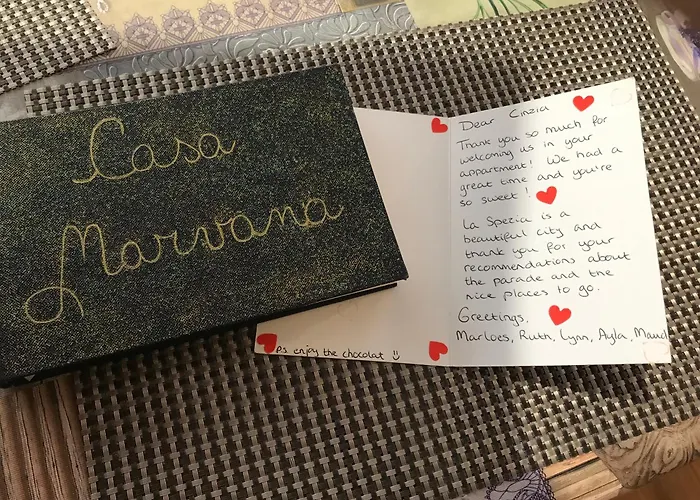 Casa
Marvana
Dear Cinzia
Thank you so much for
welcoming us in your
appartment! We had a
great time and you're
so sweet!
La Spezia is a
beautiful city and
thank you for your
recommendations about
the parade and the
nice places to go.
Greetings,
Marloes, Ruth, Lynn, Ayla, Maud
Ps enjoy the chocolat :)